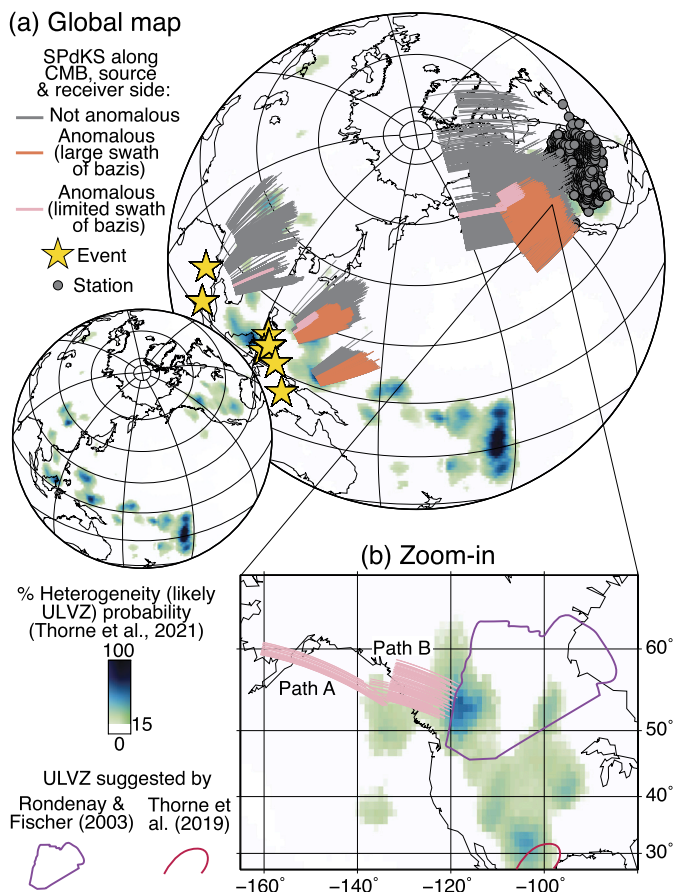 (a) Global map
SPdKS along
CMB, source
& receiver side:
Not anomalous
Anomalous
(large swath
of bazis)
Anomalous
(limited swath
of bazis)
Event
Station
% Heterogeneity (likely
ULVZ) probability
(Thorne et al., 2021)
100
15
0
ULVZ suggested by
Rondenay &
Fischer (2003)
Thorne et
al. (2019)
(b) Zoom-in
Path B
Path A
60˚
50˚
40˚
30˚
−160˚
−140˚
−120˚
−100˚